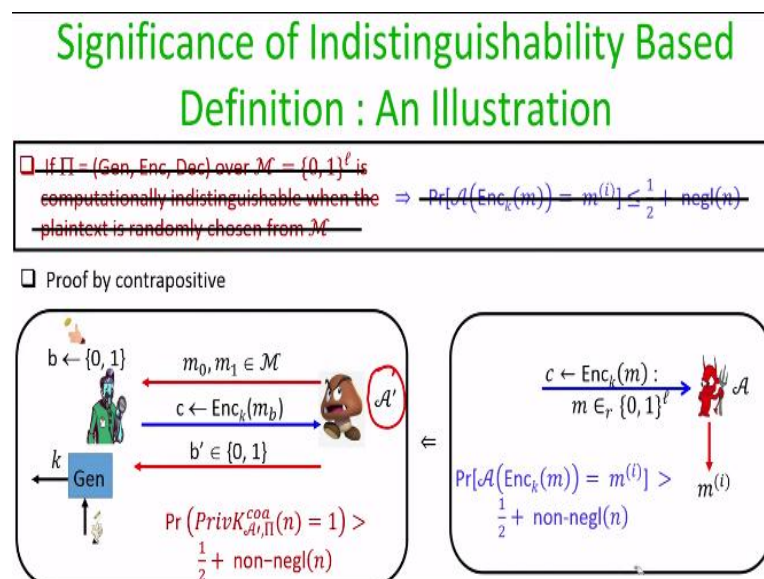 Significance of Indistinguishability Based
Definition : An Illustration
❑ If Π = (Gen, Enc, Dec) over ℳ = {0, 1}^ℓ is
computationally indistinguishable when the
plaintext is randomly chosen from ℳ
⇒ Pr[𝒜(Enc_k(m)) = m^(i)] ≤ 1/2 + negl(n)
❑ Proof by contrapositive
b ← {0, 1}
m_0, m_1 ∈ ℳ
c ← Enc_k(m_b)
𝒜′
b′ ∈ {0, 1}
k
Gen
Pr (PrivK^coa_𝒜′,Π(n) = 1) >
1/2 + non-negl(n)
⇐
c ← Enc_k(m) :
m ∈_r {0, 1}^ℓ
𝒜
Pr[𝒜(Enc_k(m)) = m^(i)] >
1/2 + non-negl(n)
m^(i)